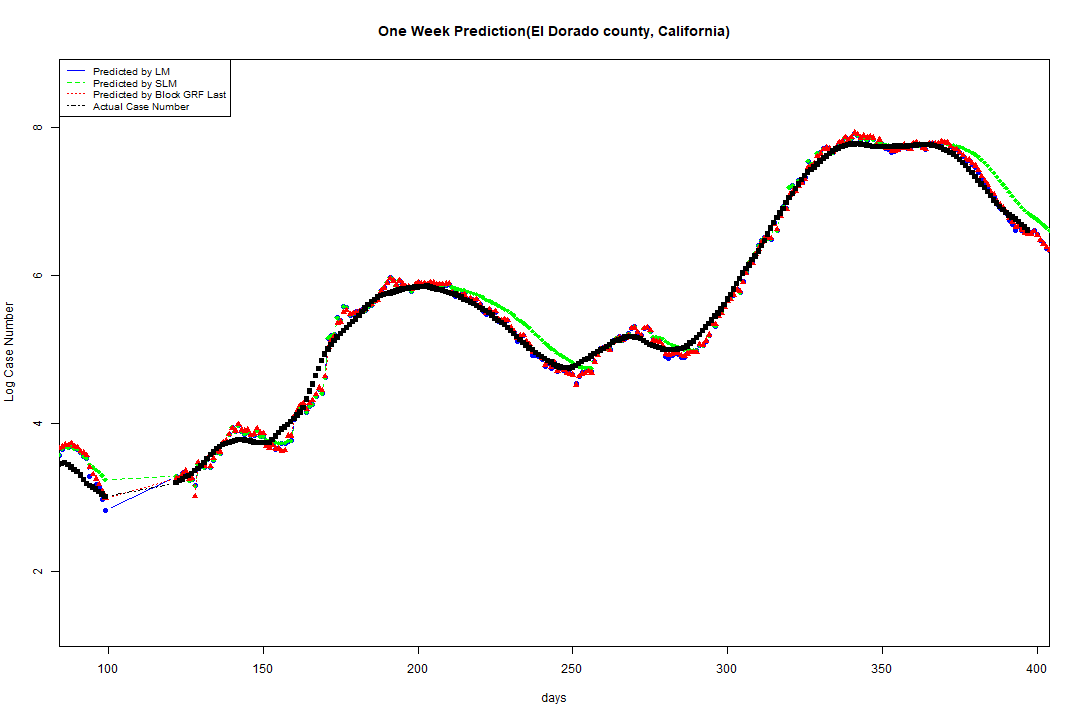 One Week Prediction(El Dorado county, California)
Predicted by LM
Predicted by SLM
Predicted by Block GRF Last
Actual Case Number
8
6
4
2
Log Case Number
100 150 200 250 300 350 400
days